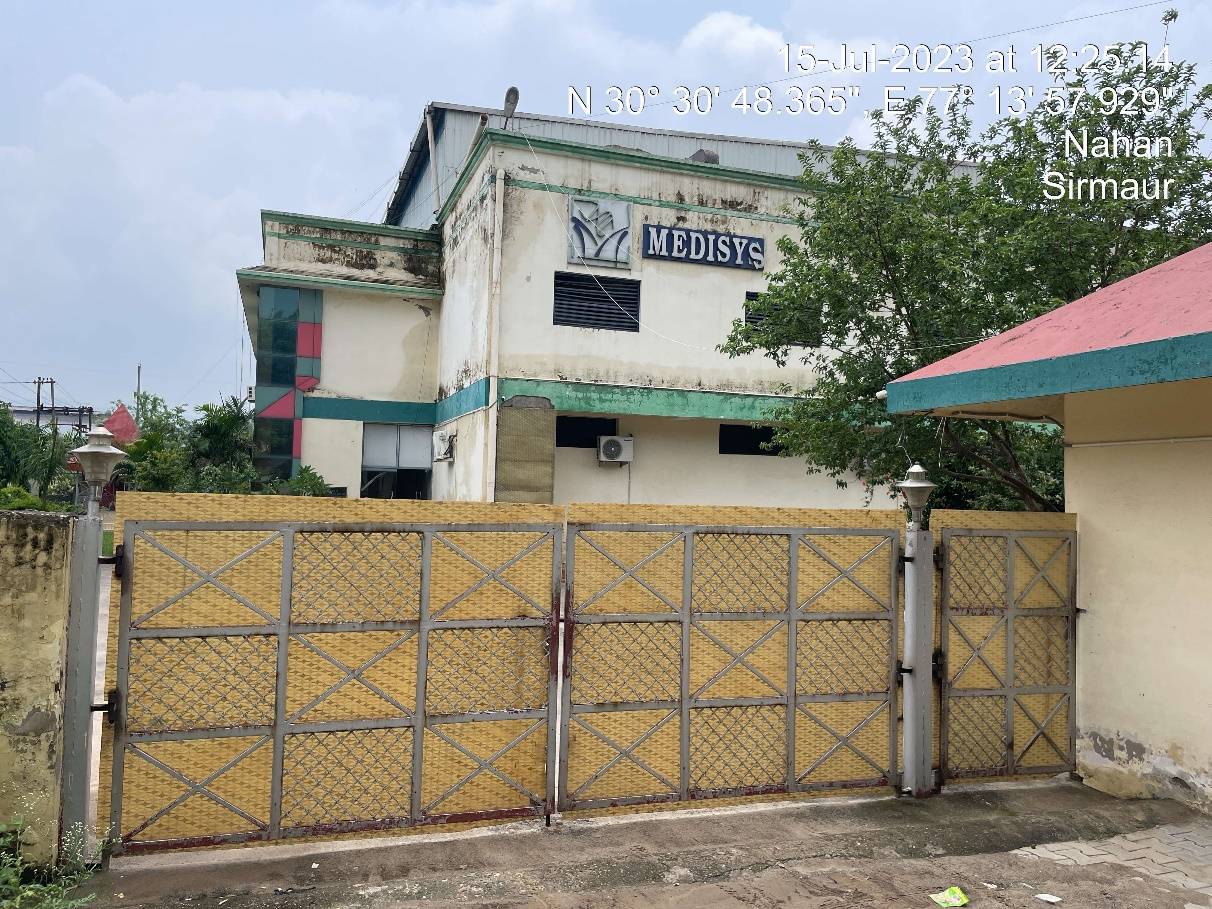 15-Jul-2023 at 12:25:14
N 30° 30' 48.365" , E 77° 13' 57.929"
Nahan
Sirmaur
MEDISYS